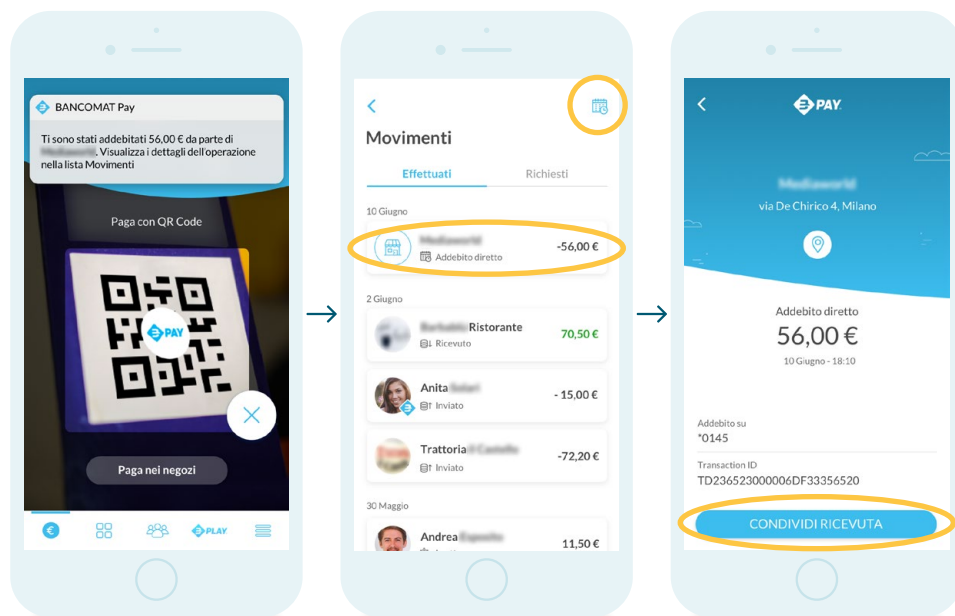 BANCOMAT Pay
Ti sono stati addebitati 56,00 € da parte di
. Visualizza i dettagli dell'operazione
nella lista Movimenti
Paga con QR Code
PAY
Paga nei negozi
€
PLAY
Movimenti
Effettuati
Richiesti
10 Giugno
-56,00 €
Addebito diretto
2 Giugno
Ristorante
70,50 €
Ricevuto
Anita
- 15,00 €
Inviato
Trattoria
-72,20 €
Inviato
30 Maggio
Andrea
11,50 €
PAY
via De Chirico 4, Milano
Addebito diretto
56,00 €
10 Giugno - 18:10
Addebito su
*0145
Transaction ID
TD236523000006DF33356520
CONDIVIDI RICEVUTA